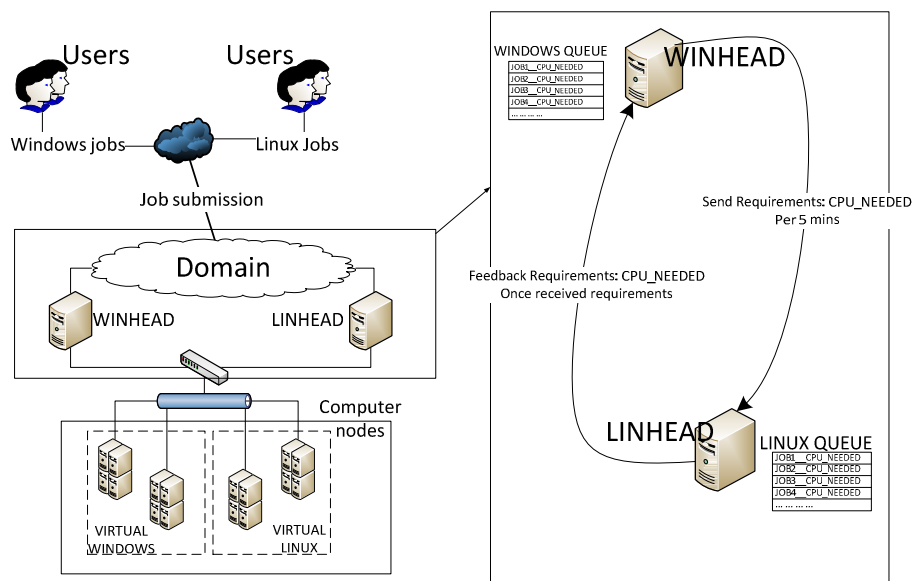 Users
Users
Windows jobs
Linux Jobs
Job submission
Domain
WINHEAD
LINHEAD
Computer
nodes
VIRTUAL
WINDOWS
VIRTUAL
LINUX
WINDOWS QUEUE
JOB1__CPU_NEEDED
JOB2__CPU_NEEDED
JOB3__CPU_NEEDED
JOB4__CPU_NEEDED
... ... ... ...
WINHEAD
Send Requirements: CPU_NEEDED
Per 5 mins
Feedback Requirements: CPU_NEEDED
Once received requirements
LINHEAD
LINUX QUEUE
JOB1__CPU_NEEDED
JOB2__CPU_NEEDED
JOB3__CPU_NEEDED
JOB4__CPU_NEEDED
... ... ... ...